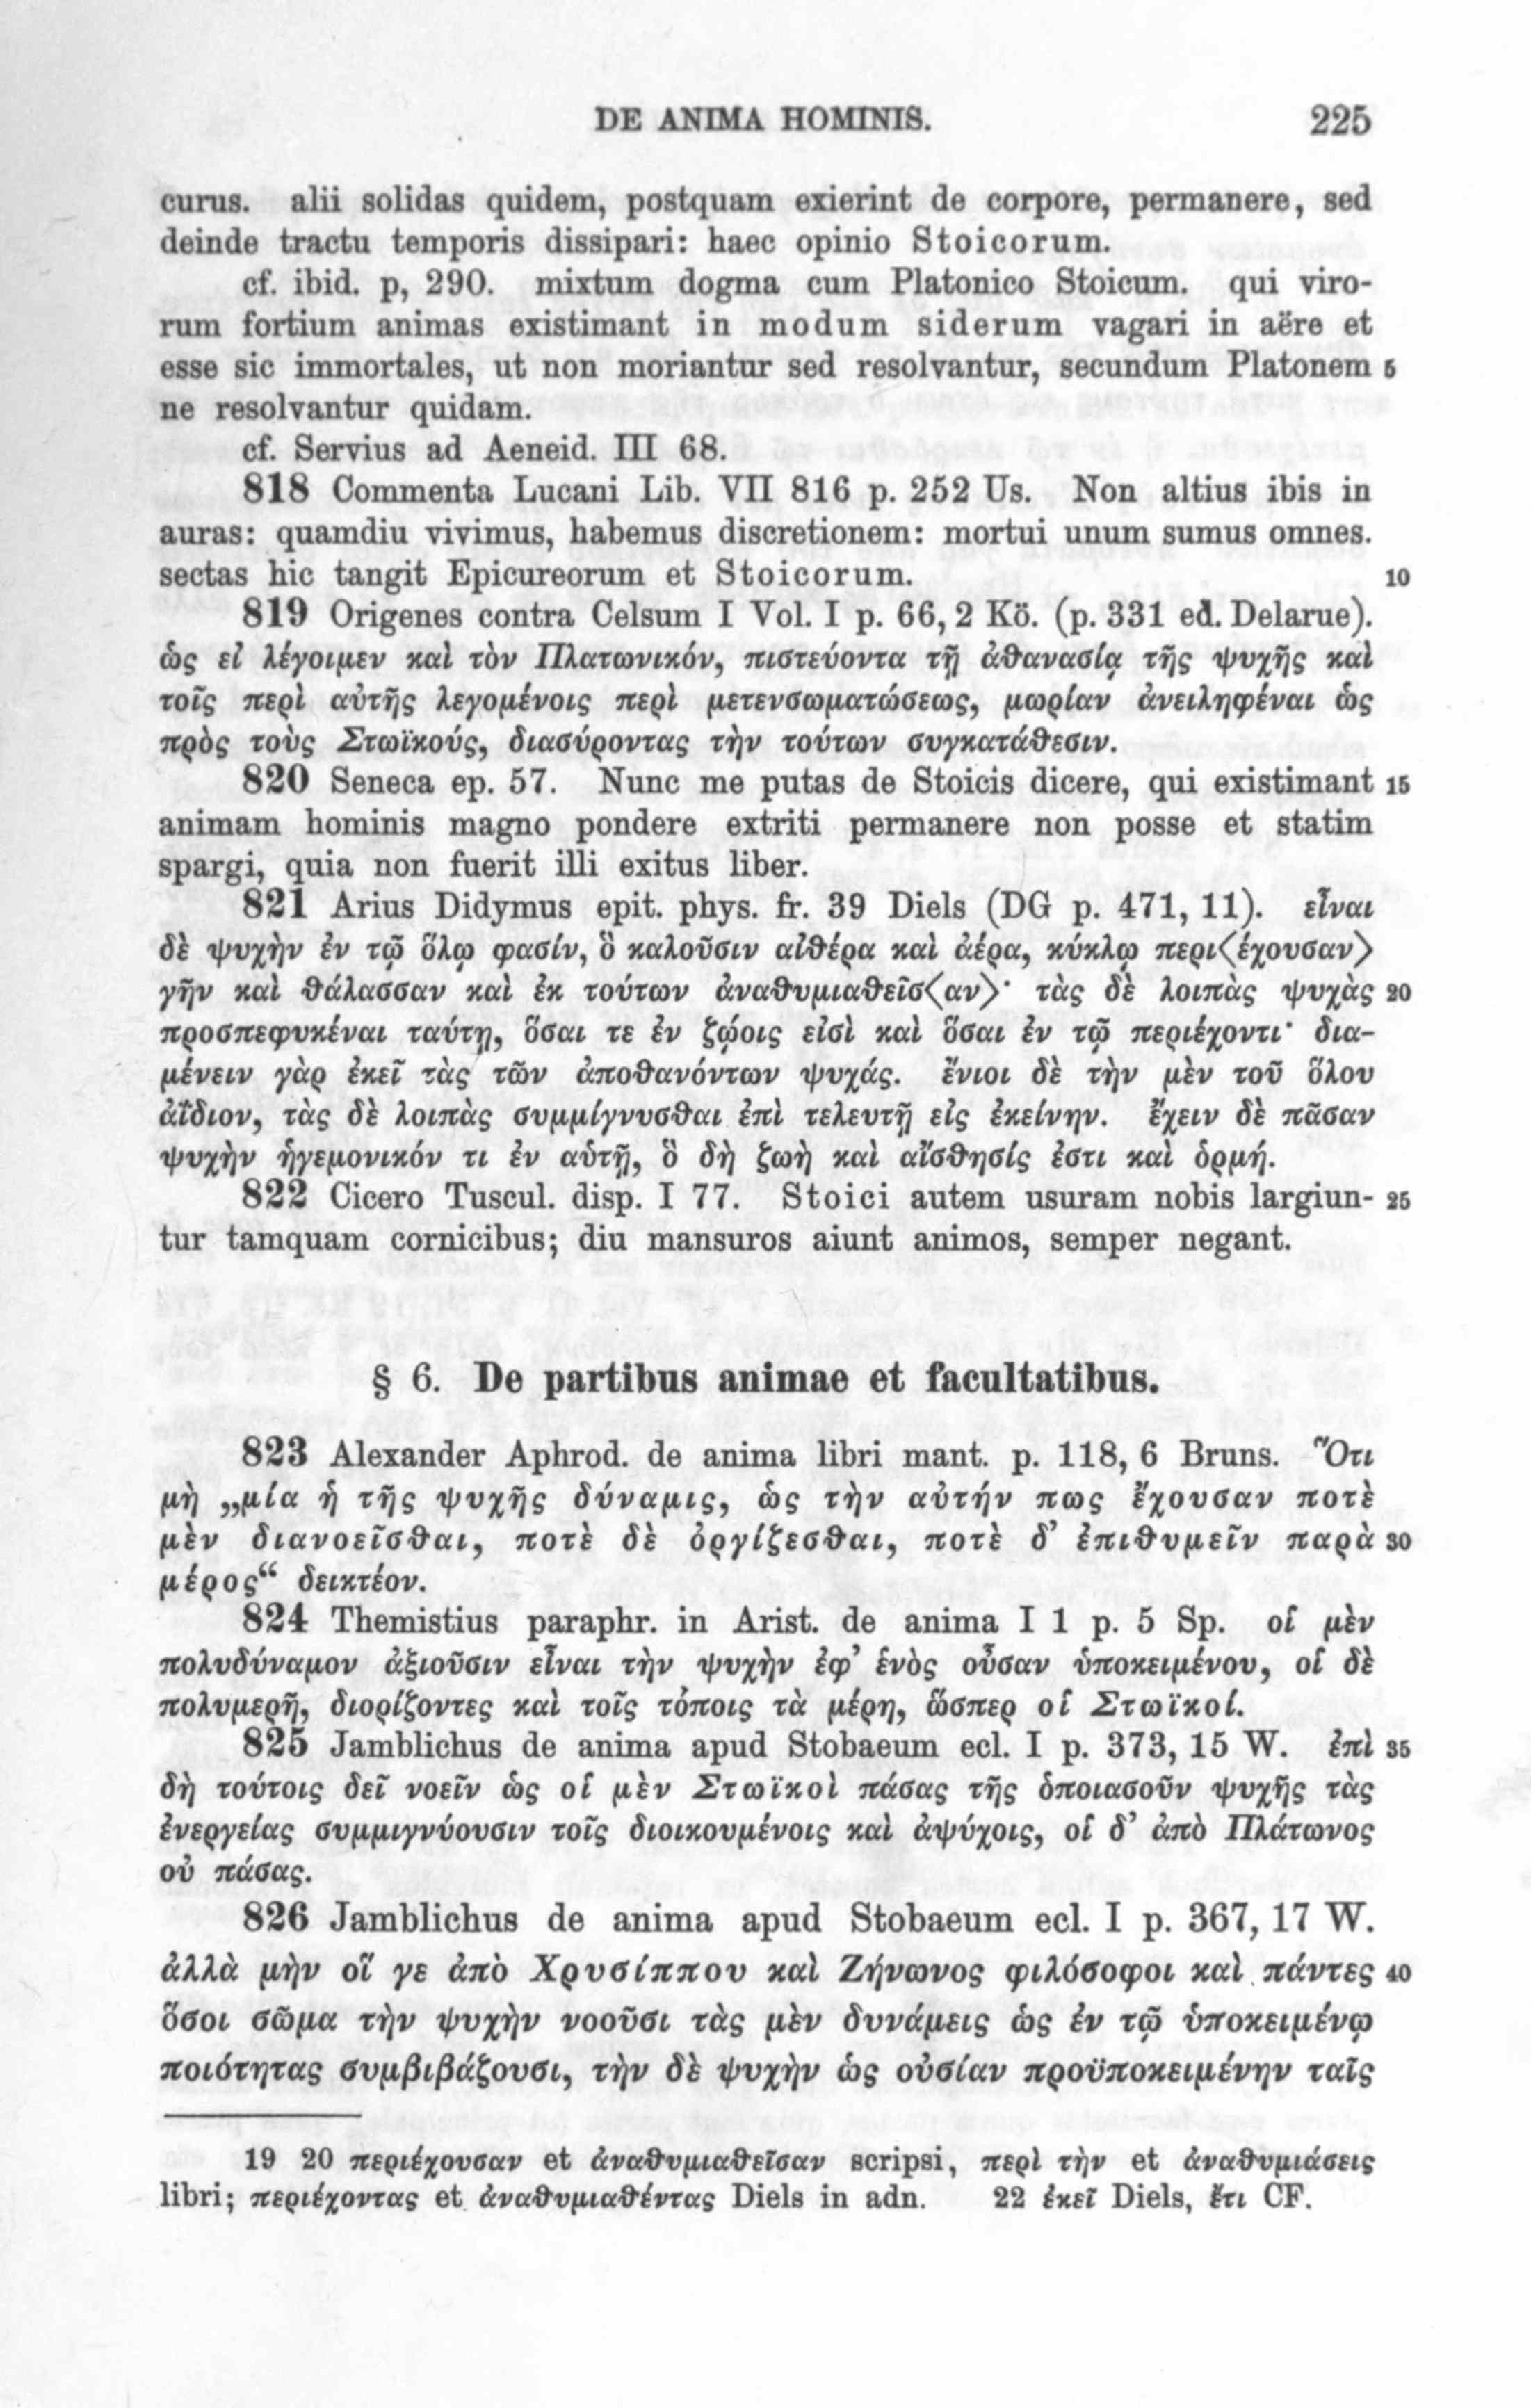 DE ANIMA HOMINIS. 225
curus. alii solidas quidem, postquam exierint de corpore, permanere, sed
deinde tractu temporis dissipari: haec opinio Stoicorum.
cf. ibid. p, 290. mixtum dogma cum Platonico Stoicum. qui viro-
rum fortium animas existimant in modum siderum vagari in aëre et
esse sic immortales, ut non moriantur sed resolvantur, secundum Platonem 5
ne resolvantur quidam.
cf. Servius ad Aeneid. III 68.
818 Commenta Lucani Lib. VII 816 p. 252 Us. Non altius ibis in
auras: quamdiu vivimus, habemus discretionem: mortui unum sumus omnes.
sectas hic tangit Epicureorum et Stoicorum. 10
819 Origenes contra Celsum I Vol. I p. 66, 2 Kö. (p. 331 ed. Delarue).
ὡς εἰ λέγοιμεν καὶ τὸν Πλατωνικόν, πιστεύοντα τῇ ἀθανασίᾳ τῆς ψυχῆς καὶ
τοῖς περὶ αὐτῆς λεγομένοις περὶ μετενσωματώσεως, μωρίαν ἀνειληφέναι ὡς
πρὸς τοὺς Στωϊκούς, διασύροντας τὴν τούτων συγκατάθεσιν.
820 Seneca ep. 57. Nunc me putas de Stoicis dicere, qui existimant 15
animam hominis magno pondere extriti permanere non posse et statim
spargi, quia non fuerit illi exitus liber.
821 Arius Didymus epit. phys. fr. 39 Diels (DG p. 471, 11). εἶναι
δὲ ψυχὴν ἐν τῷ ὅλῳ φασίν, ὃ καλοῦσιν αἰθέρα καὶ ἀέρα, κύκλῳ περι⟨έχουσαν⟩
γῆν καὶ θάλασσαν καὶ ἐκ τούτων ἀναθυμιαθεῖσ⟨αν⟩· τὰς δὲ λοιπὰς ψυχὰς 20
προσπεφυκέναι ταύτῃ, ὅσαι τε ἐν ζῴοις εἰσὶ καὶ ὅσαι ἐν τῷ περιέχοντι· δια-
μένειν γὰρ ἐκεῖ τὰς τῶν ἀποθανόντων ψυχάς. ἔνιοι δὲ τὴν μὲν τοῦ ὅλου
ἀΐδιον, τὰς δὲ λοιπὰς συμμίγνυσθαι ἐπὶ τελευτῇ εἰς ἐκείνην. ἔχειν δὲ πᾶσαν
ψυχὴν ἡγεμονικόν τι ἐν αὑτῇ, ὃ δὴ ζωὴ καὶ αἴσθησίς ἐστι καὶ ὁρμή.
822 Cicero Tuscul. disp. I 77. Stoici autem usuram nobis largiun- 25
tur tamquam cornicibus; diu mansuros aiunt animos, semper negant.
§ 6. De partibus animae et facultatibus.
823 Alexander Aphrod. de anima libri mant. p. 118, 6 Bruns. Ὅτι
μὴ „μία ἡ τῆς ψυχῆς δύναμις, ὡς τὴν αὐτήν πως ἔχουσαν ποτὲ
μὲν διανοεῖσθαι, ποτὲ δὲ ὀργίζεσθαι, ποτὲ δ’ ἐπιθυμεῖν παρὰ 30
μέρος“ δεικτέον.
824 Themistius paraphr. in Arist. de anima I 1 p. 5 Sp. οἱ μὲν
πολυδύναμον ἀξιοῦσιν εἶναι τὴν ψυχὴν ἐφ’ ἑνὸς οὖσαν ὑποκειμένου, οἱ δὲ
πολυμερῆ, διορίζοντες καὶ τοῖς τόποις τὰ μέρη, ὥσπερ οἱ Στωϊκοί.
825 Jamblichus de anima apud Stobaeum ecl. I p. 373, 15 W. ἐπὶ 35
δὴ τούτοις δεῖ νοεῖν ὡς οἱ μὲν Στωϊκοὶ πάσας τῆς ὁποιασοῦν ψυχῆς τὰς
ἐνεργείας συμμιγνύουσιν τοῖς διοικουμένοις καὶ ἀψύχοις, οἱ δ’ ἀπὸ Πλάτωνος
οὐ πάσας.
826 Jamblichus de anima apud Stobaeum ecl. I p. 367, 17 W.
ἀλλὰ μὴν οἵ γε ἀπὸ Χρυσίππου καὶ Ζήνωνος φιλόσοφοι καὶ πάντες 40
ὅσοι σῶμα τὴν ψυχὴν νοοῦσι τὰς μὲν δυνάμεις ὡς ἐν τῷ ὑποκειμένῳ
ποιότητας συμβιβάζουσι, τὴν δὲ ψυχὴν ὡς οὐσίαν προϋποκειμένην ταῖς
19 20 περιέχουσαν et ἀναθυμιαθεῖσαν scripsi, περὶ τὴν et ἀναθυμιάσεις
libri; περιέχοντας et ἀναθυμιαθέντας Diels in adn. 22 ἐκεῖ Diels, ἔτι CF.